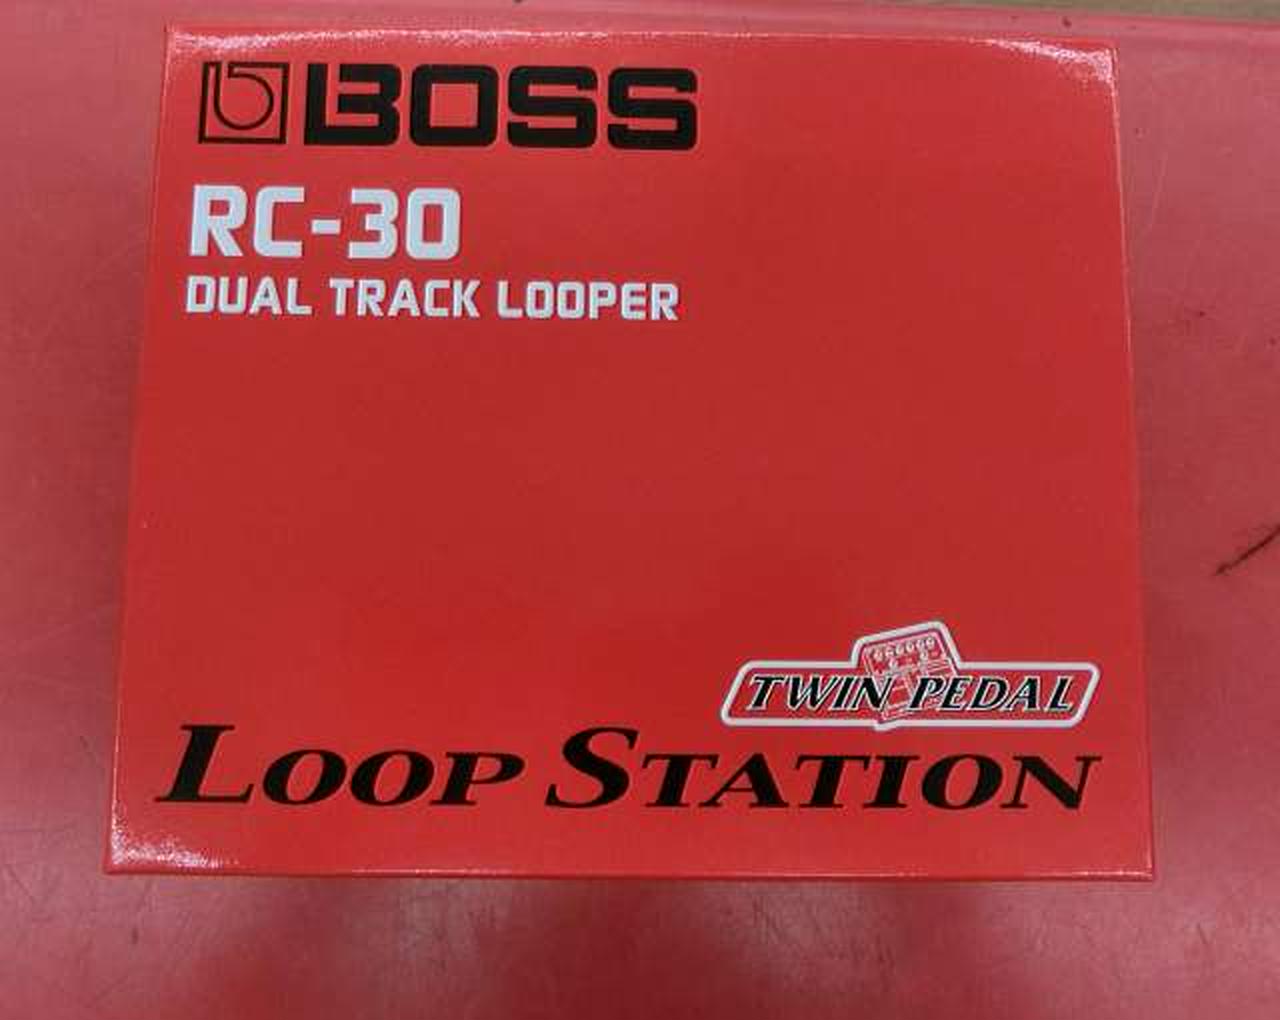 BOSS
RC-30
DUAL TRACK LOOPER
TWIN PEDAL
LOOP STATION